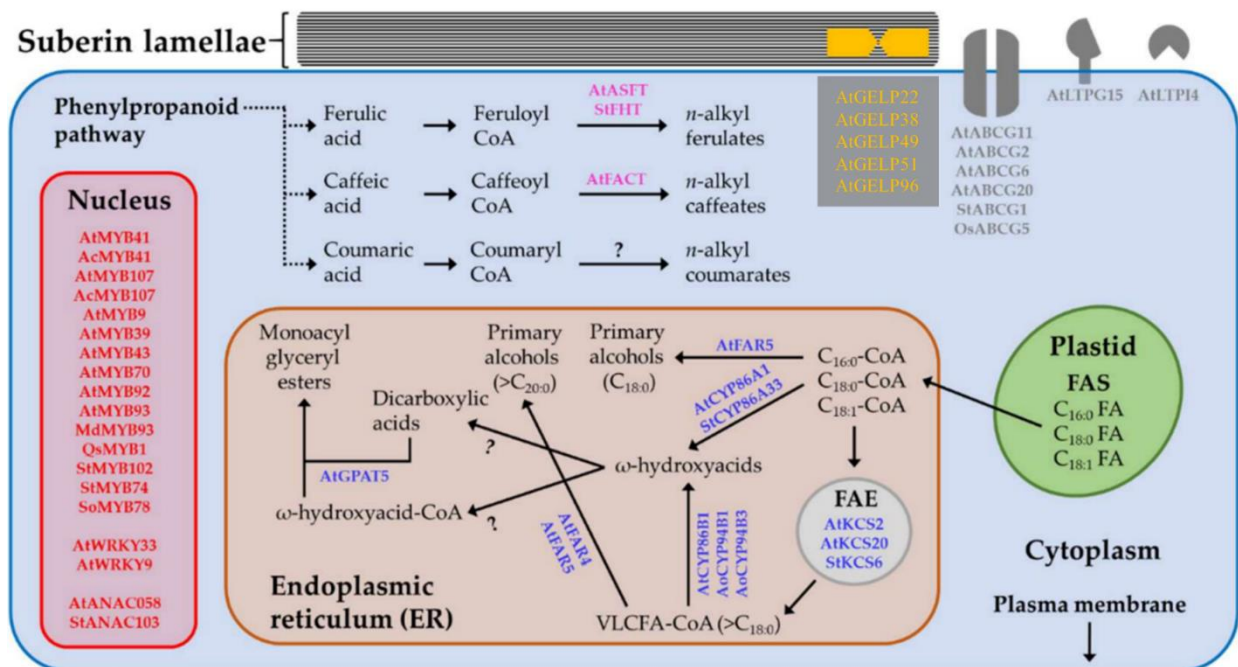 Suberin lamellae
Phenylpropanoid
pathway
Ferulic
acid
Feruloyl
CoA
AtASFT
StFHT
n-alkyl
ferulates
Caffeic
acid
Caffeoyl
CoA
AtFACT
n-alkyl
caffeates
Coumaric
acid
Coumaryl
CoA
?
n-alkyl
coumarates
AtGELP22
AtGELP38
AtGELP49
AtGELP51
AtGELP96
AtABCG11
AtABCG2
AtABCG6
AtABCG20
StABCG1
OsABCG5
AtLTPG15
AtLTPI4
Nucleus
AtMYB41
AcMYB41
AtMYB107
AcMYB107
AtMYB9
AtMYB39
AtMYB43
AtMYB70
AtMYB92
AtMYB93
MdMYB93
QsMYB1
StMYB102
StMYB74
SoMYB78
AtWRKY33
AtWRKY9
AtANAC058
StANAC103
Monoacyl
glyceryl
esters
Primary
alcohols
(>C20:0)
Primary
alcohols
(C18:0)
AtFAR5
C16:0-CoA
C18:0-CoA
C18:1-CoA
AtCYP86A1
StCYP86A33
Dicarboxylic
acids
?
AtGPAT5
ω-hydroxyacids
ω-hydroxyacid-CoA
?
AtFAR4
AtFAR5
AtCYP86B1
AoCYP94B1
AoCYP94B3
FAE
AtKCS2
AtKCS20
StKCS6
VLCFA-CoA (>C18:0)
Endoplasmic
reticulum (ER)
Plastid
FAS
C16:0 FA
C18:0 FA
C18:1 FA
Cytoplasm
Plasma membrane